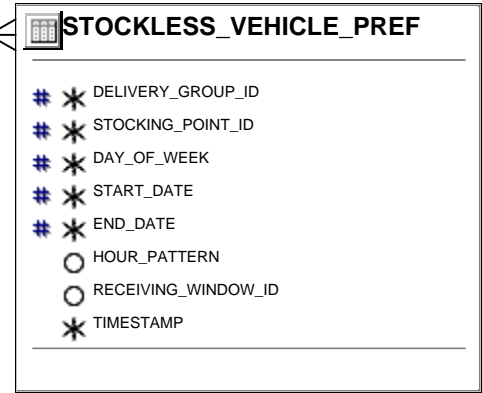 STOCKLESS_VEHICLE_PREF
# * DELIVERY_GROUP_ID
# * STOCKING_POINT_ID
# * DAY_OF_WEEK
# * START_DATE
# * END_DATE
HOUR_PATTERN
RECEIVING_WINDOW_ID
* TIMESTAMP